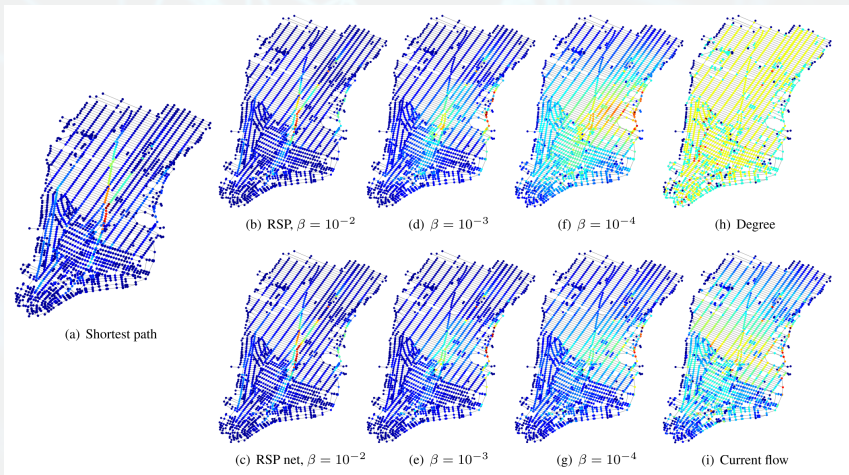 (a) Shortest path
(b) RSP, β = 10⁻²
(d) β = 10⁻³
(f) β = 10⁻⁴
(h) Degree
(c) RSP net, β = 10⁻²
(e) β = 10⁻³
(g) β = 10⁻⁴
(i) Current flow